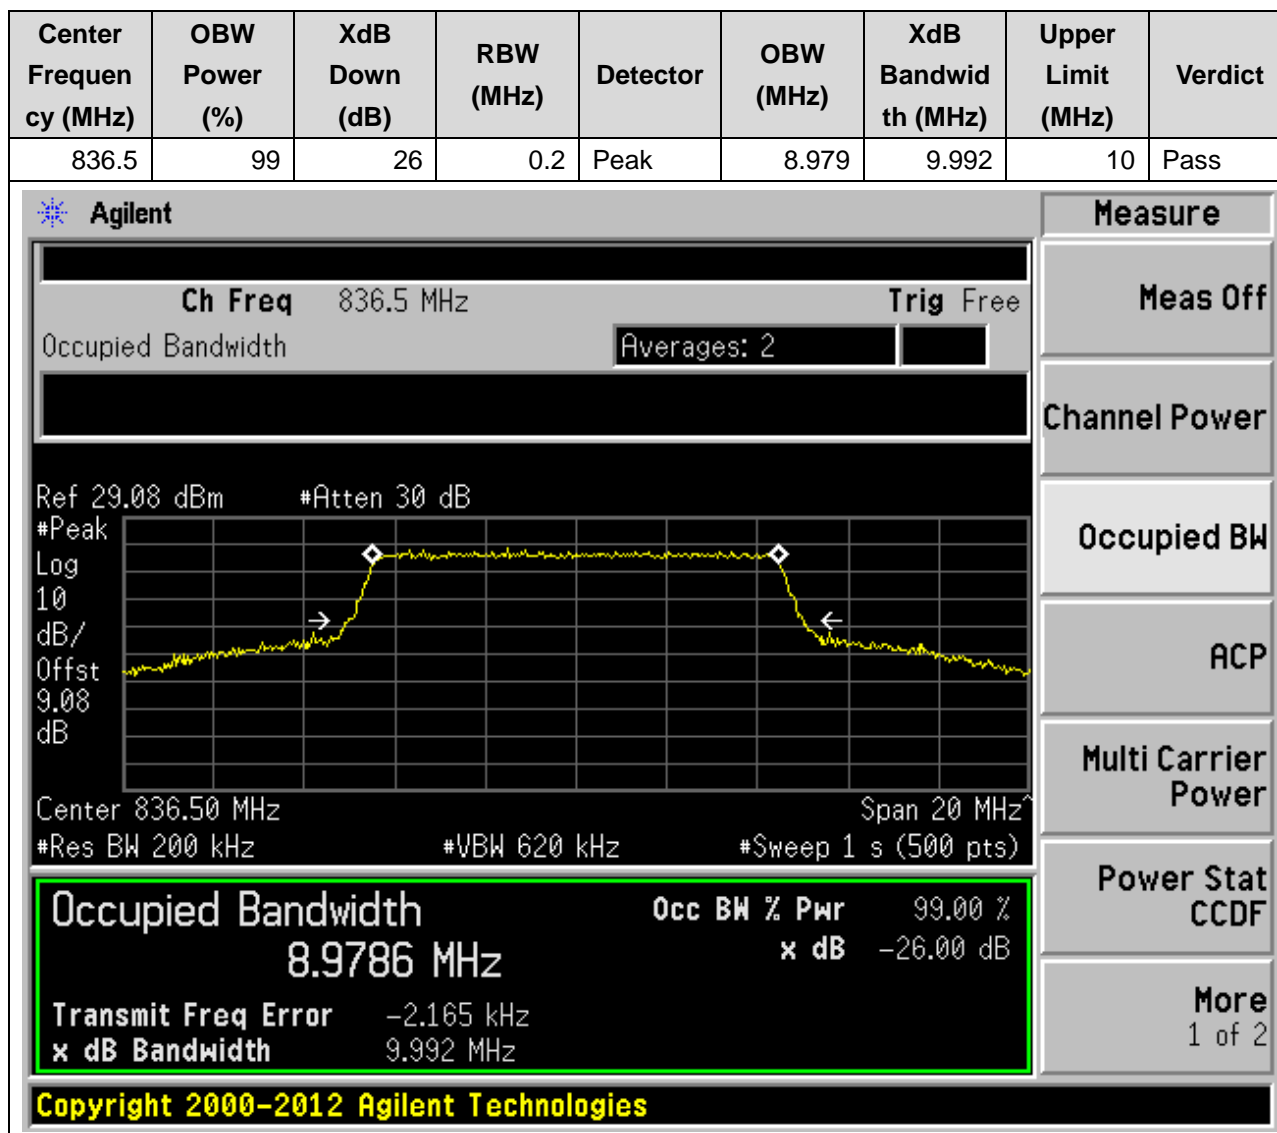 Center Frequen cy (MHz)
OBW Power (%)
XdB Down (dB)
RBW (MHz)
Detector
OBW (MHz)
XdB Bandwid th (MHz)
Upper Limit (MHz)
Verdict
836.5 99 26 0.2 Peak 8.979 9.992 10 Pass
Agilent
Ch Freq 836.5 MHz Trig Free
Occupied Bandwidth Averages: 2
Ref 29.08 dBm #Atten 30 dB
#Peak
Log
10
dB/
Offst
9.08
dB
Center 836.50 MHz Span 20 MHz^
#Res BW 200 kHz #VBW 620 kHz #Sweep 1 s (500 pts)
Occupied Bandwidth Occ BW % Pwr 99.00 %
8.9786 MHz x dB -26.00 dB
Transmit Freq Error -2.165 kHz
x dB Bandwidth 9.992 MHz
Copyright 2000-2012 Agilent Technologies
Measure
Meas Off
Channel Power
Occupied BW
ACP
Multi Carrier
Power
Power Stat
CCDF
More
1 of 2